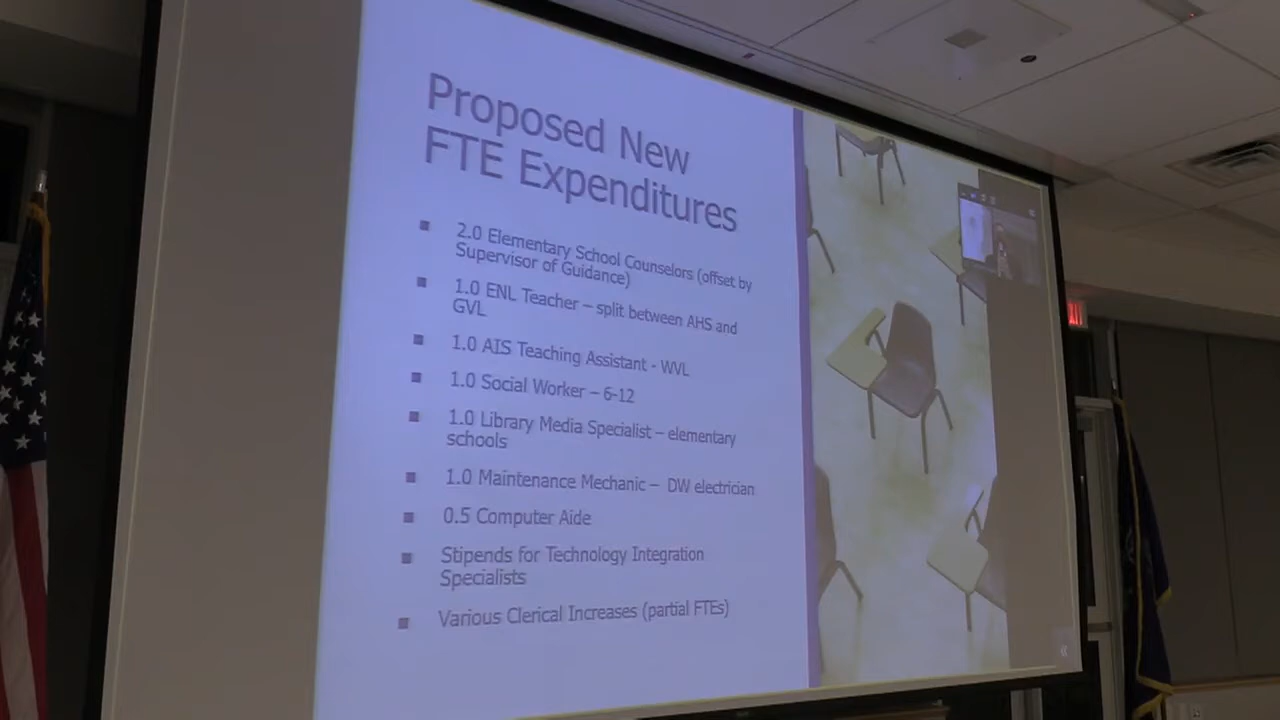 Proposed New
FTE Expenditures
2.0 Elementary School Counselors (offset by
Supervisor of Guidance)
1.0 ENL Teacher – split between AHS and
GVL
1.0 AIS Teaching Assistant - WVL
1.0 Social Worker – 6-12
1.0 Library Media Specialist – elementary
schools
1.0 Maintenance Mechanic – DW electrician
0.5 Computer Aide
Stipends for Technology Integration
Specialists
Various Clerical Increases (partial FTEs)